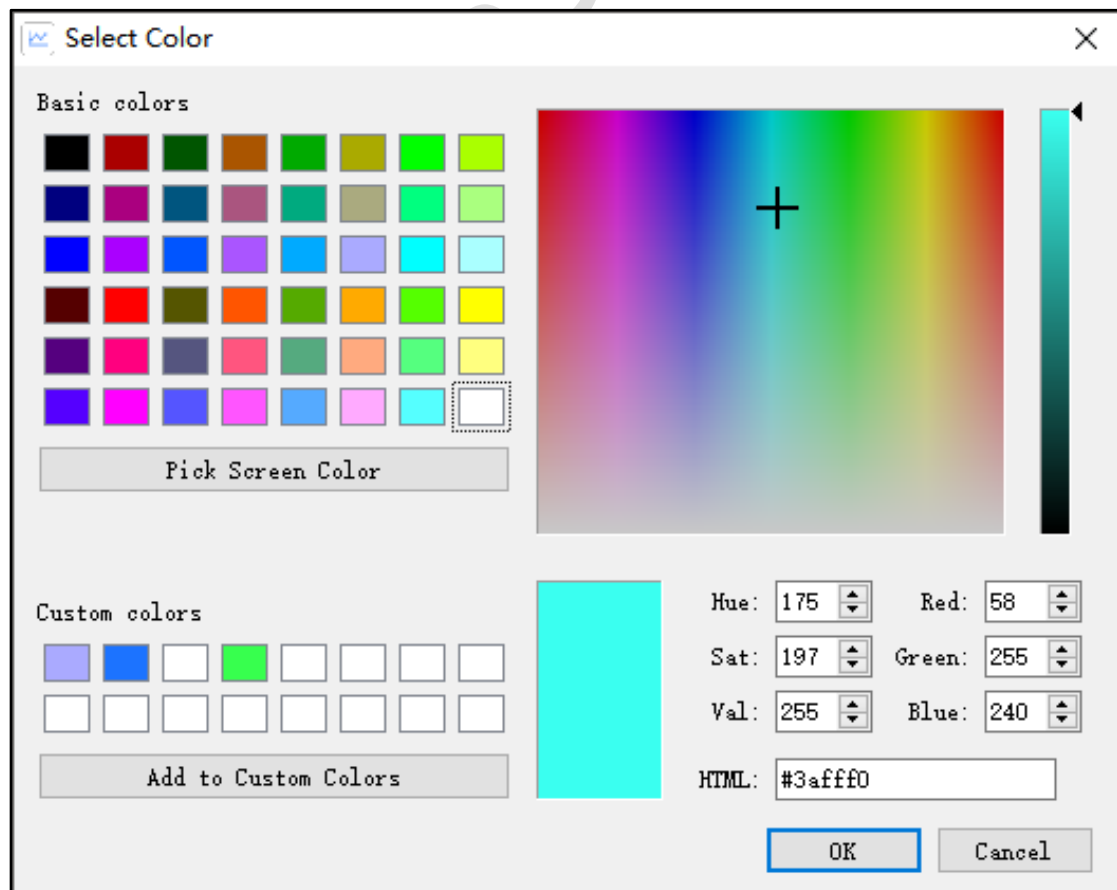 Select Color
Basic colors
Pick Screen Color
Custom colors
Add to Custom Colors
Hue: 175 Red: 58
Sat: 197 Green: 255
Val: 255 Blue: 240
HTML: #3afff0
OK Cancel